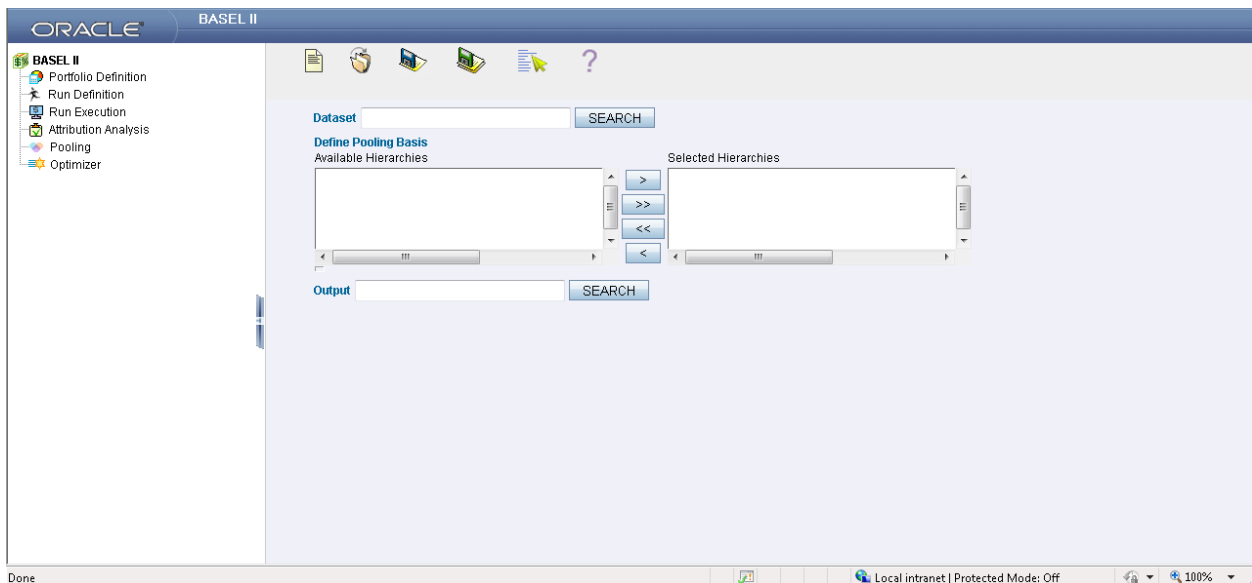 ORACLE
BASEL II
BASEL II
Portfolio Definition
Run Definition
Run Execution
Attribution Analysis
Pooling
Optimizer
?
Dataset SEARCH
Define Pooling Basis
Available Hierarchies Selected Hierarchies
>
>>
<<
<
Output SEARCH
Done Local intranet | Protected Mode: Off 100%